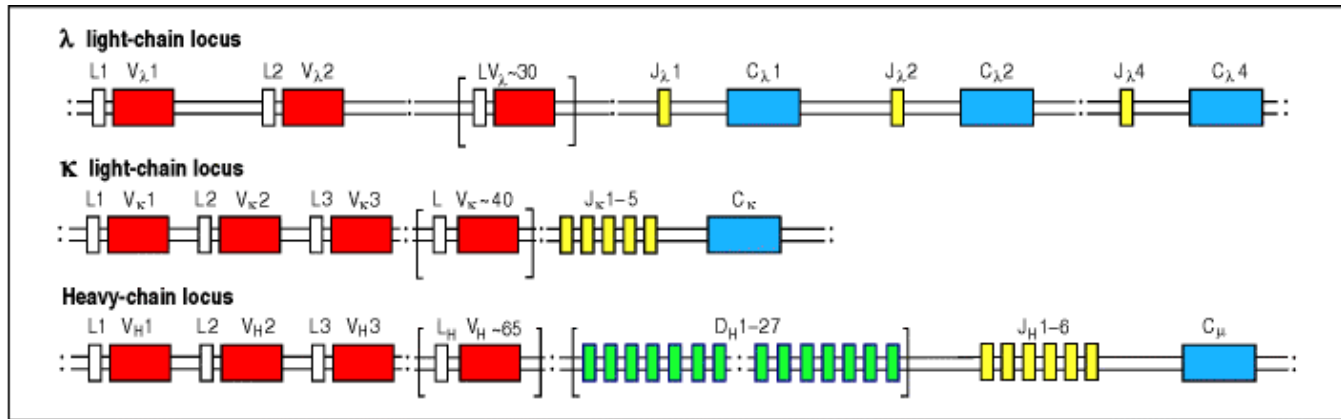 λ light-chain locus
L1 Vλ1 L2 Vλ2 LVλ~30 Jλ1 Cλ1 Jλ2 Cλ2 Jλ4 Cλ4
κ light-chain locus
L1 Vκ1 L2 Vκ2 L3 Vκ3 L Vκ~40 Jκ1–5 Cκ
Heavy-chain locus
L1 VH1 L2 VH2 L3 VH3 LH VH ~65 DH1–27 JH1–6 Cμ